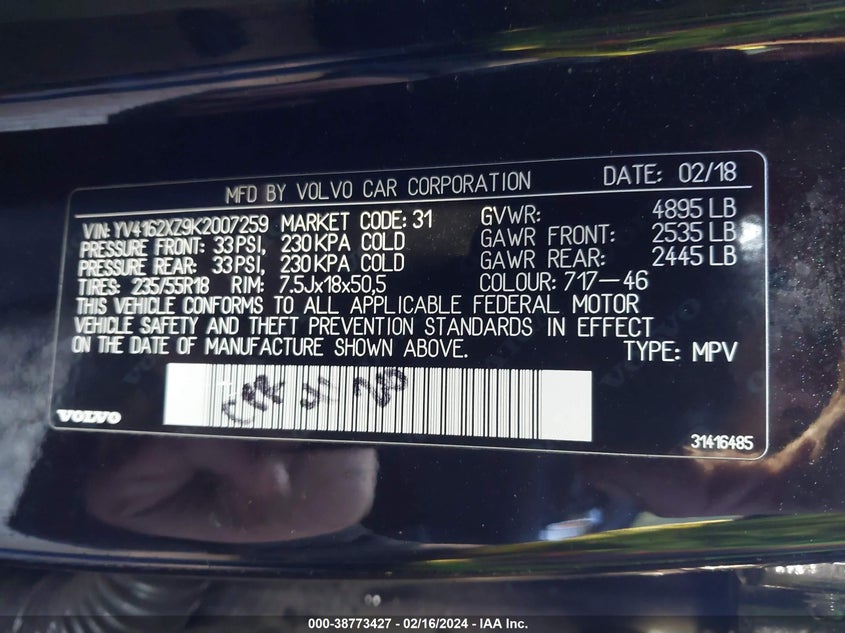 MFD BY VOLVO CAR CORPORATION DATE: 02/18
VIN: YV4162XZ9K2007259 MARKET CODE: 31 GVWR: 4895 LB
PRESSURE FRONT: 33 PSI, 230 KPA COLD GAWR FRONT: 2535 LB
PRESSURE REAR: 33 PSI, 230 KPA COLD GAWR REAR: 2445 LB
TIRES: 235/55R18 RIM: 7.5Jx18x50,5 COLOUR: 717-46
THIS VEHICLE CONFORMS TO ALL APPLICABLE FEDERAL MOTOR
VEHICLE SAFETY AND THEFT PREVENTION STANDARDS IN EFFECT
ON THE DATE OF MANUFACTURE SHOWN ABOVE. TYPE: MPV
VOLVO
31416485
000-38773427 - 02/16/2024 - IAA Inc.